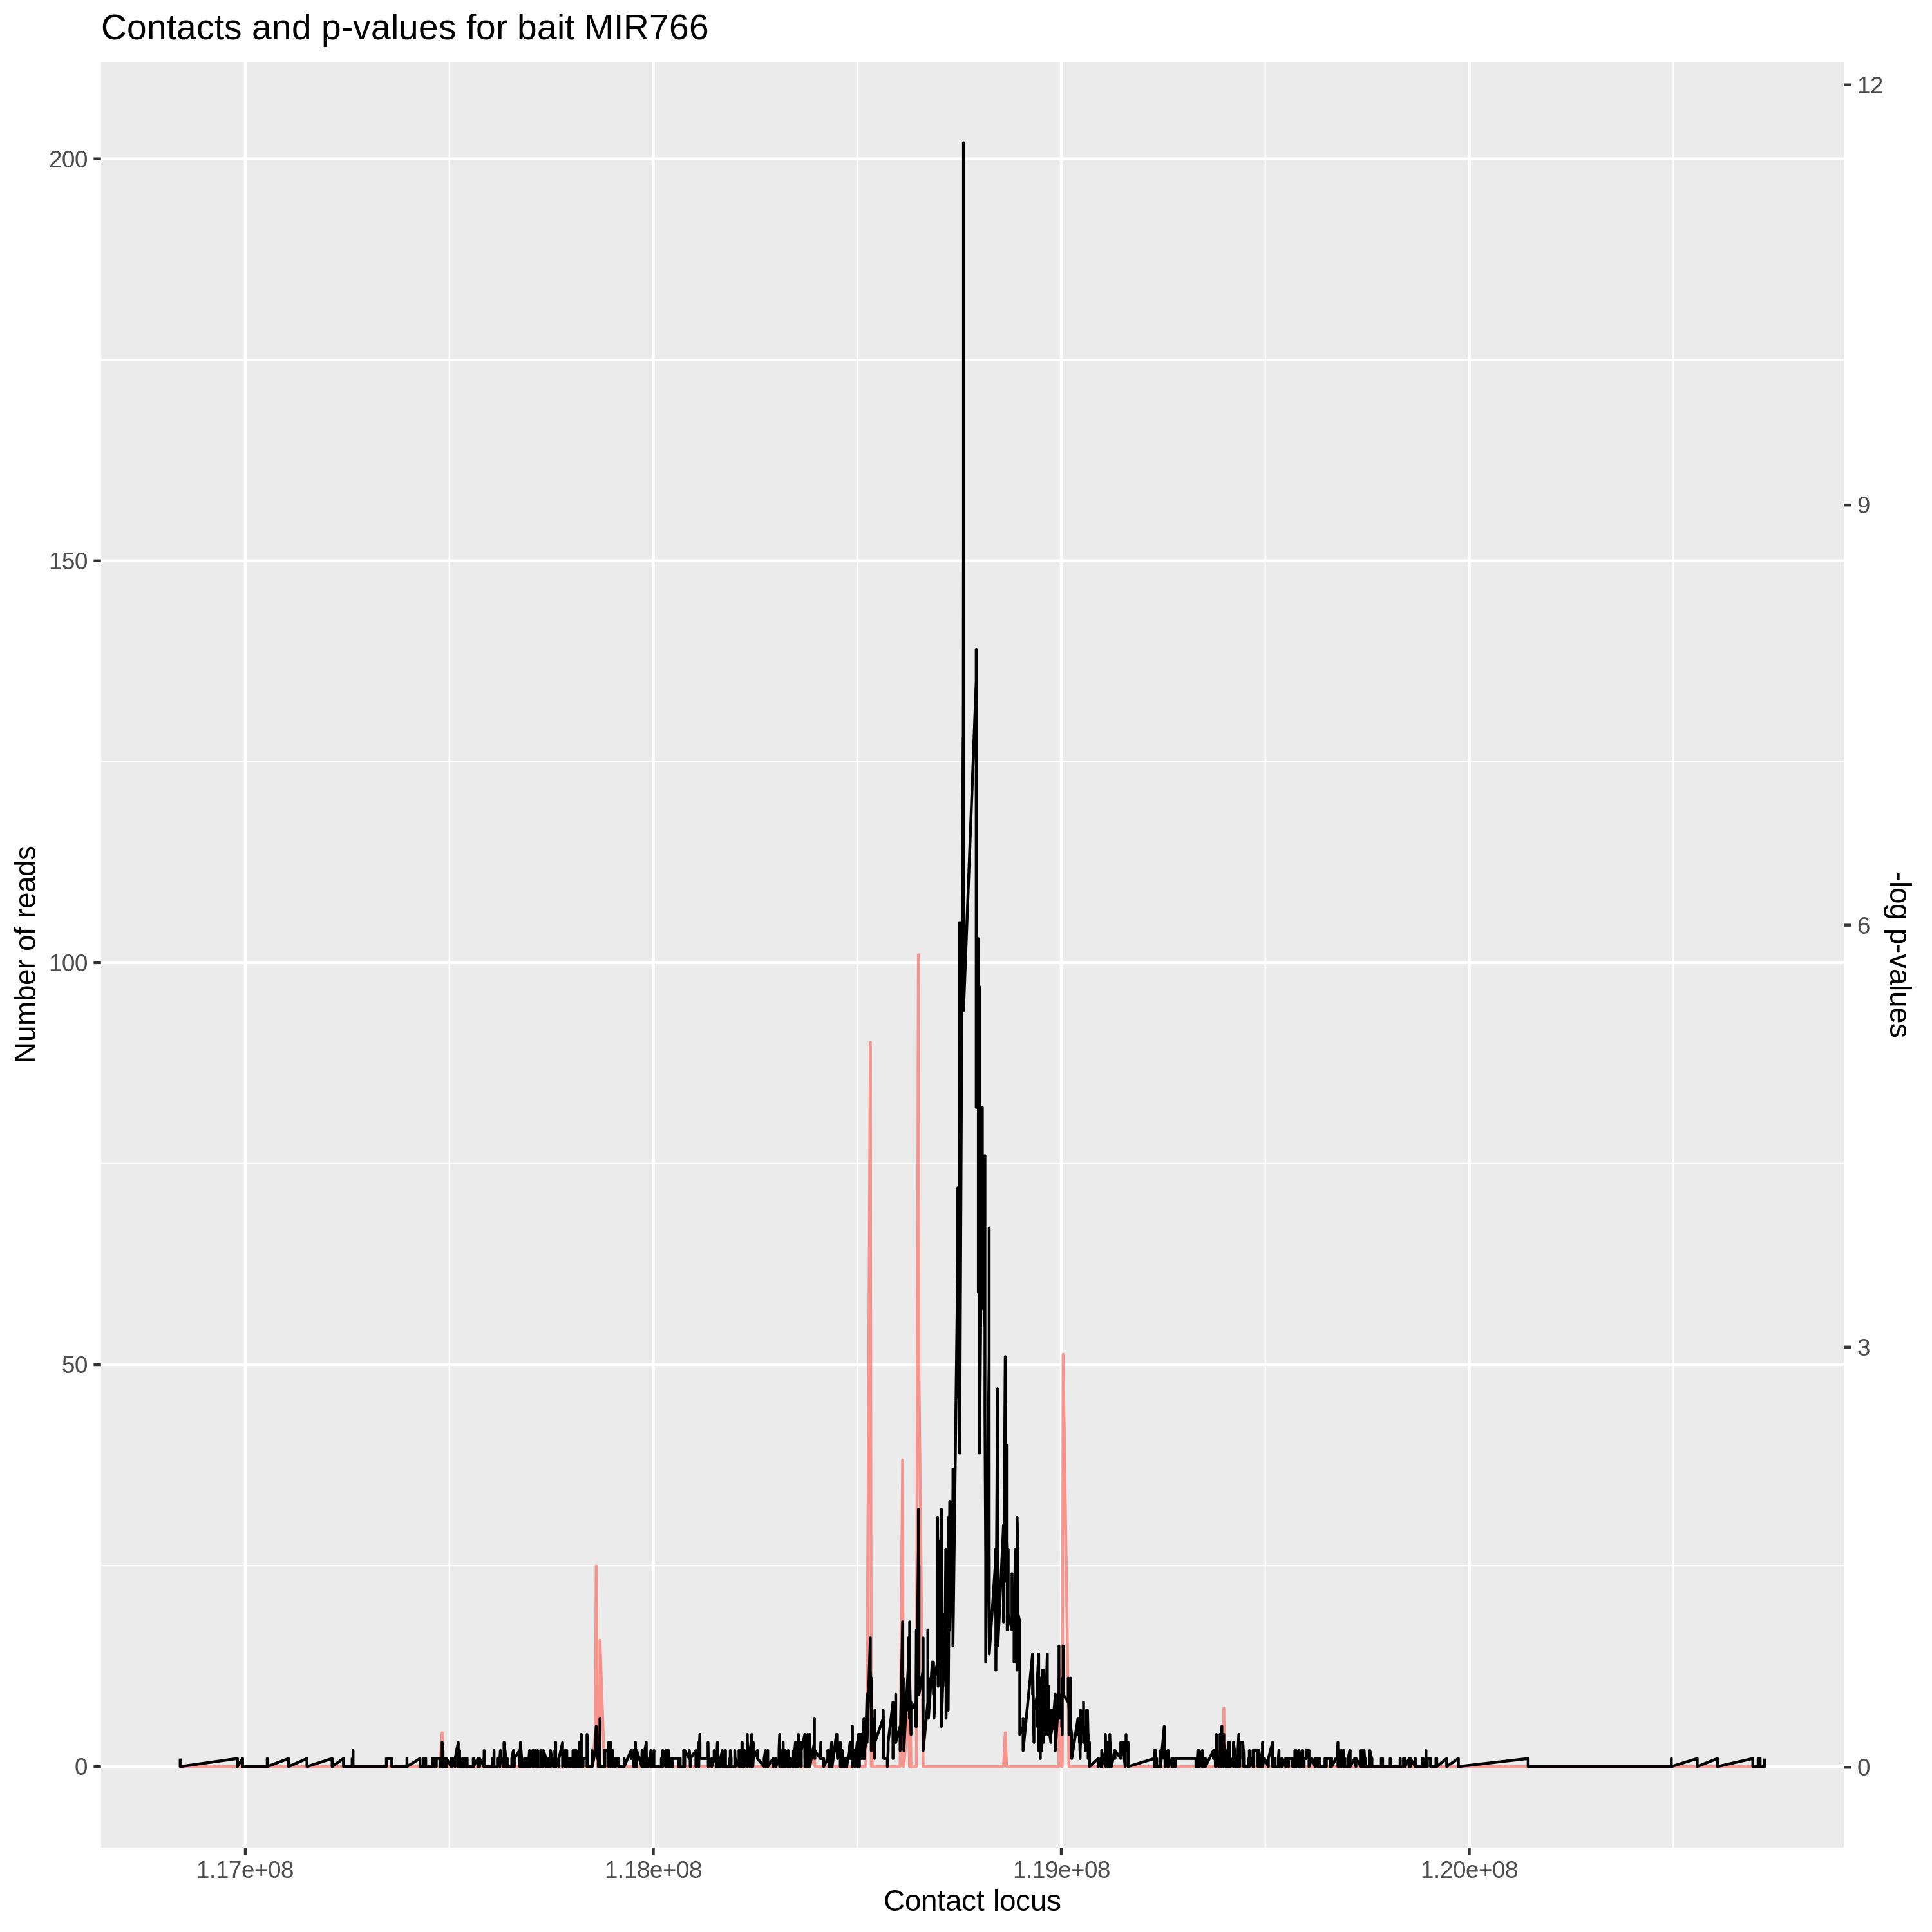 Contacts and p-values for bait MIR766
12
200
9
150
Number of reads
-log p-values
6
100
3
50
0
0
1.17e+08
1.18e+08
1.19e+08
1.20e+08
Contact locus